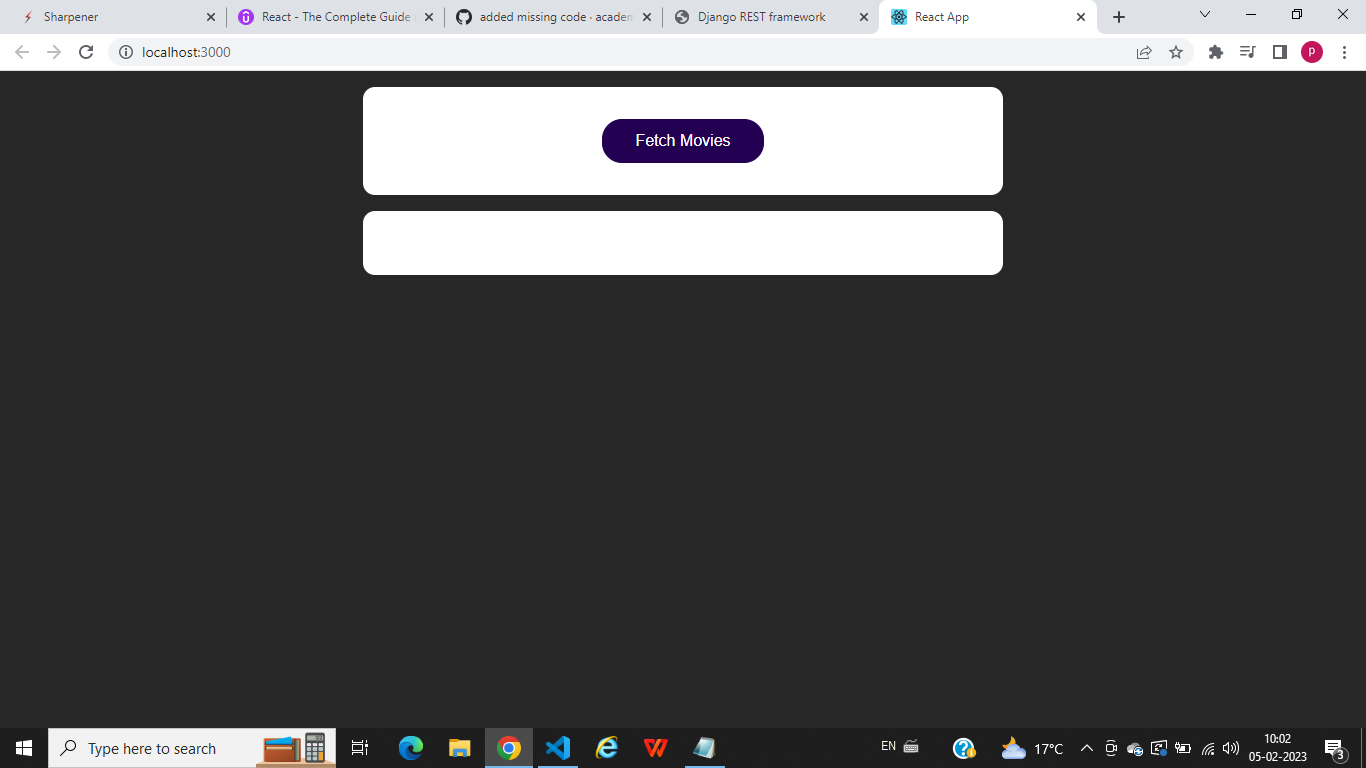 Sharpener
React - The Complete Guide
added missing code · academ
Django REST framework
React App
localhost:3000
P
Fetch Movies
Type here to search
EN
17°C
10:02
05-02-2023
3